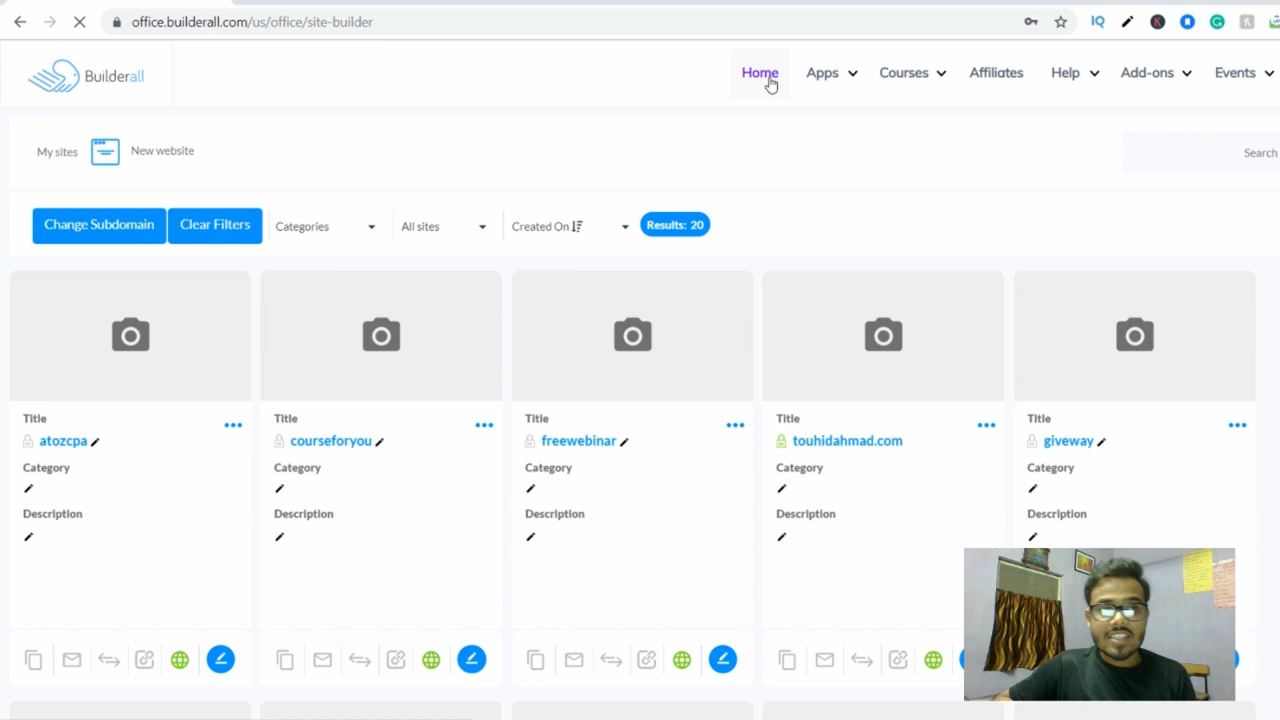 office.builderall.com/us/office/site-builder
IQ
K
G
Builderall
Home
Apps
Courses
Affiliates
Help
Add-ons
Events
My sites
New website
Search
Change Subdomain
Clear Filters
Categories
All sites
Created On
Results: 20
Title
atozcpa
Category
Description
Title
courseforyou
Category
Description
Title
freewebinar
Category
Description
Title
touhidahmad.com
Category
Description
Title
giveway
Category
Description